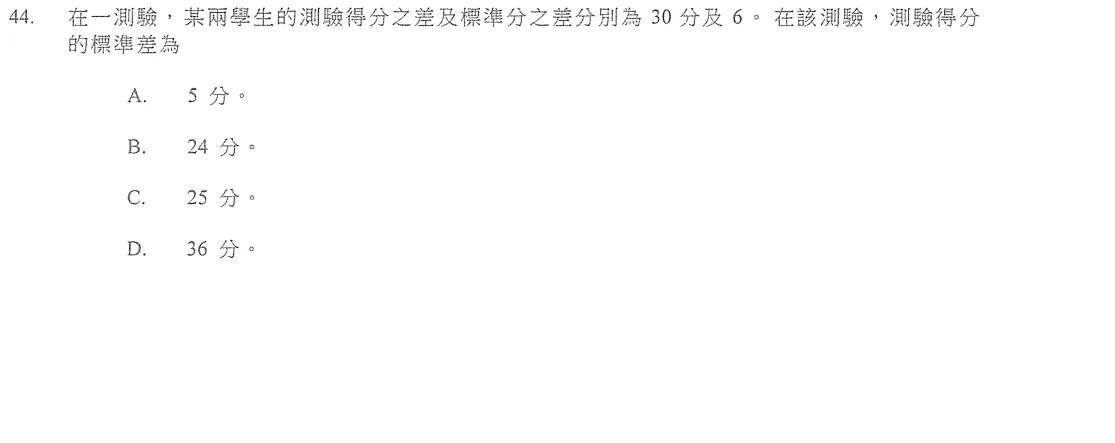 44. 在一測驗，某兩學生的測驗得分之差及標準分之差分別為 30 分及 6 。 在該測驗，測驗得分
的標準差為
A. 5 分。
B. 24 分。
C. 25 分。
D. 36 分。